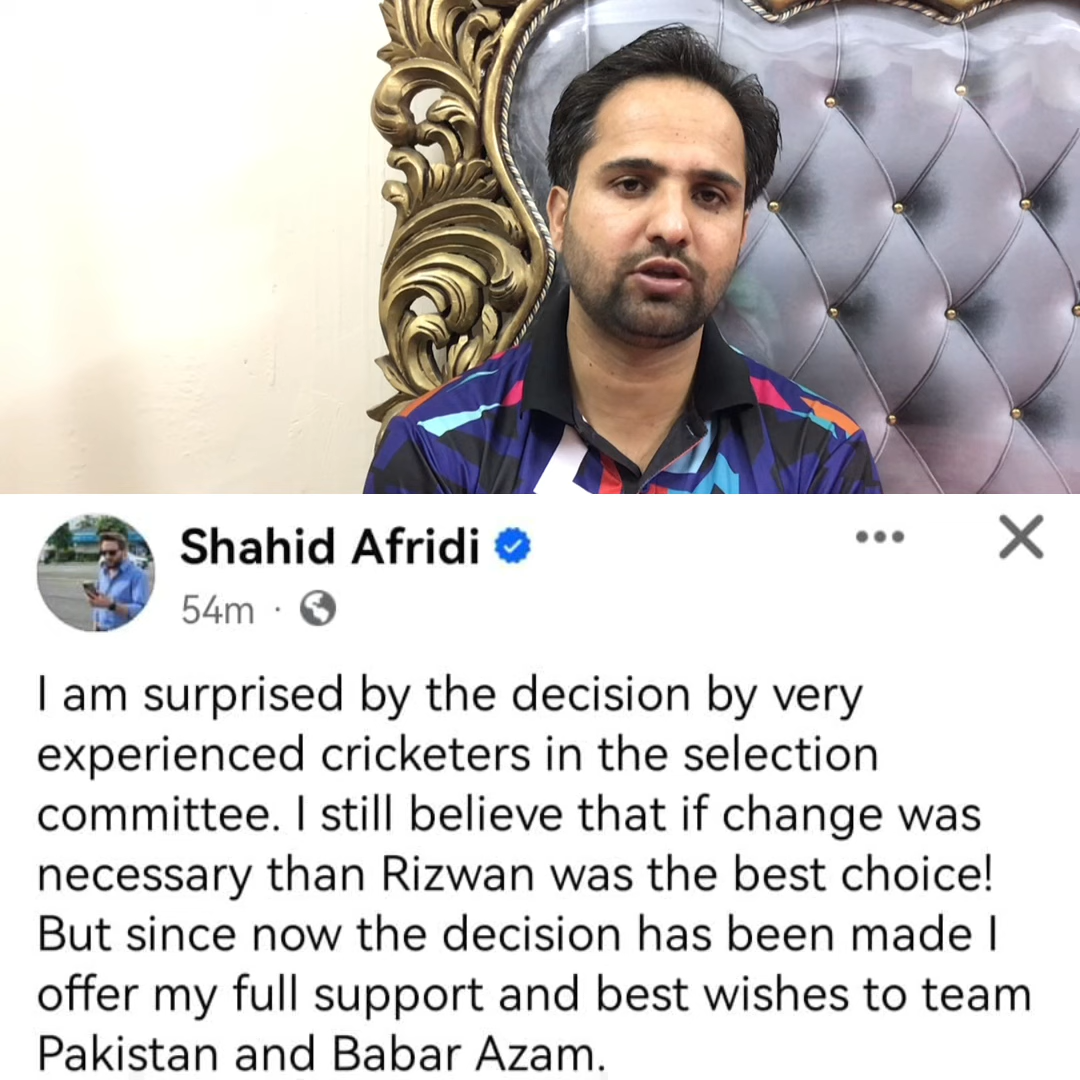 Shahid Afridi
54m ·
I am surprised by the decision by very
experienced cricketers in the selection
committee. I still believe that if change was
necessary than Rizwan was the best choice!
But since now the decision has been made I
offer my full support and best wishes to team
Pakistan and Babar Azam.